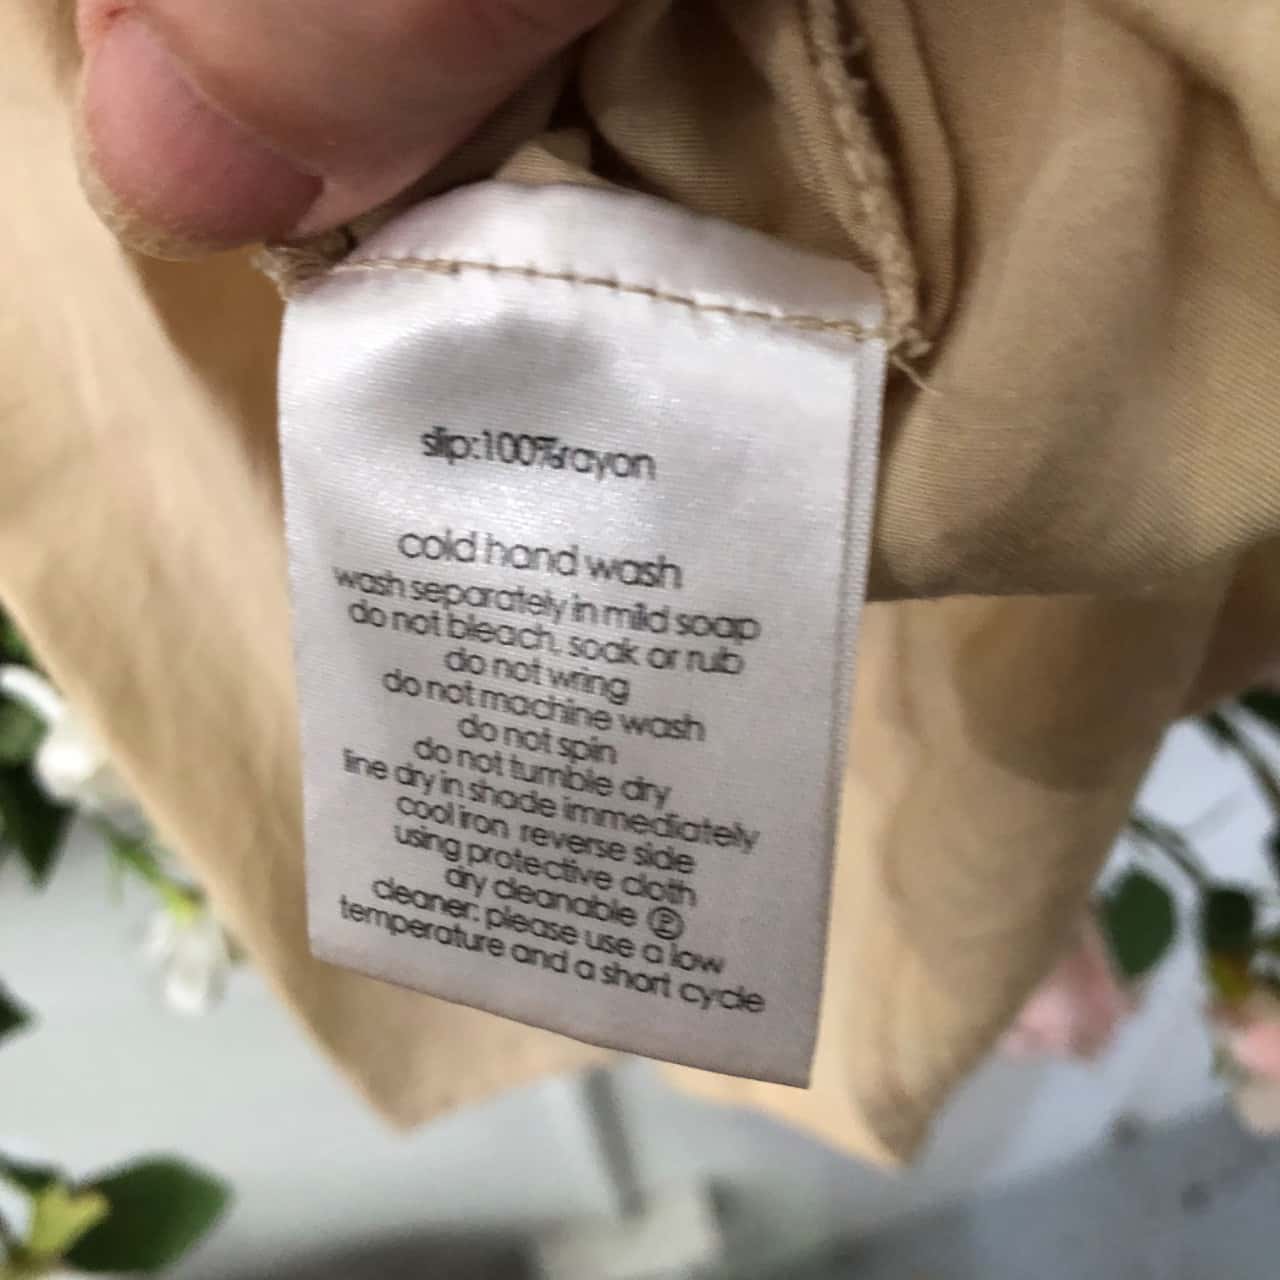 slip:100%rayon
cold hand wash
wash separately in mild soap
do not bleach, soak or rub
do not wring
do not machine wash
do not spin
do not tumble dry
line dry in shade immediately
cool iron reverse side
using protective cloth
dry cleanable Ⓟ
cleaner: please use a low
temperature and a short cycle